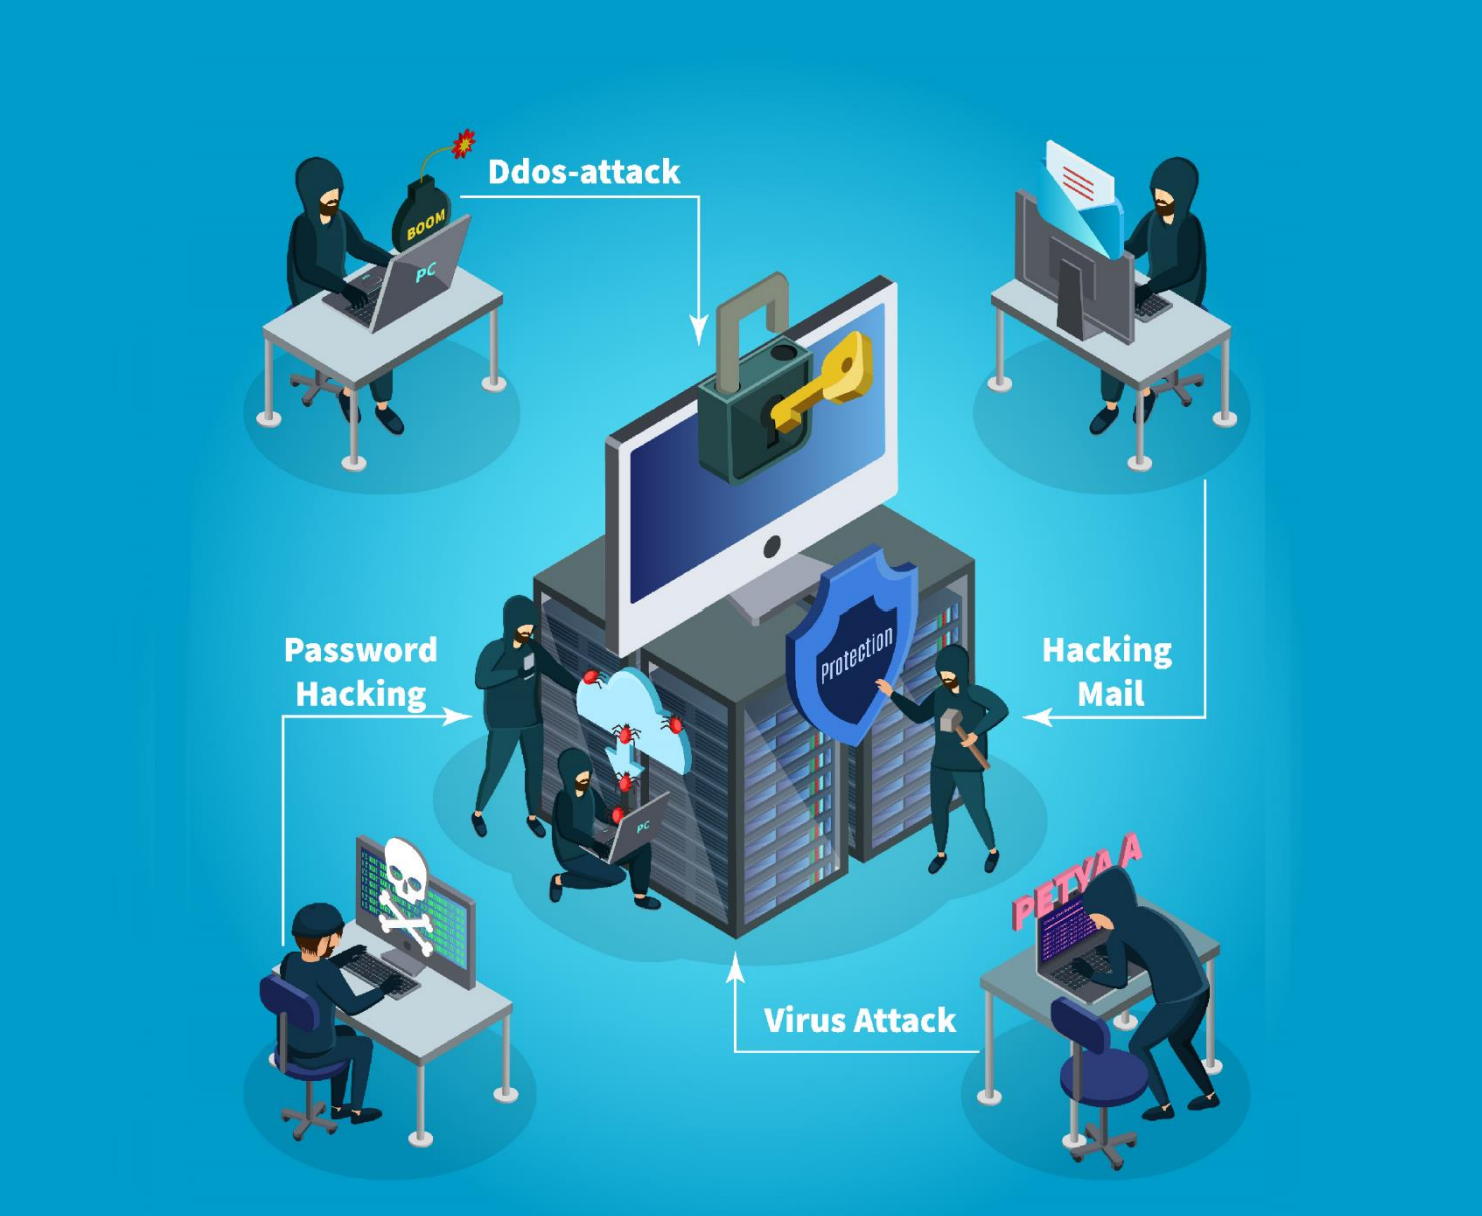 Ddos-attack
BOOM
PC
Protection
Password
Hacking
Hacking
Mail
PC
PETYA A
Virus Attack